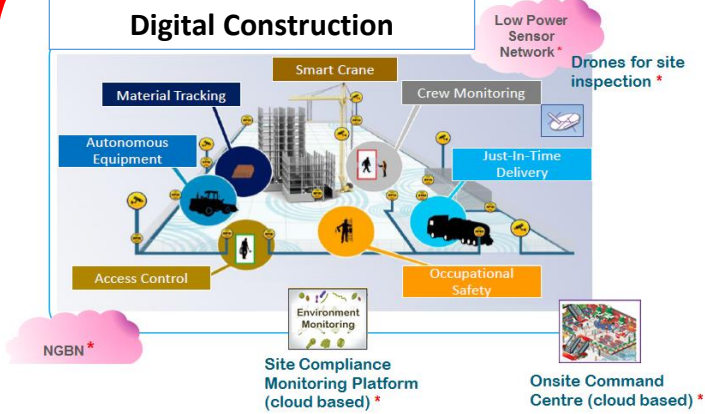 Digital Construction
Low Power
Sensor
Network *
Drones for site
inspection *
Smart Crane
Material Tracking
Crew Monitoring
Autonomous
Equipment
Just-In-Time
Delivery
Access Control
Occupational
Safety
Environment
Monitoring
NGBN *
Site Compliance
Monitoring Platform
(cloud based) *
Onsite Command
Centre (cloud based) *